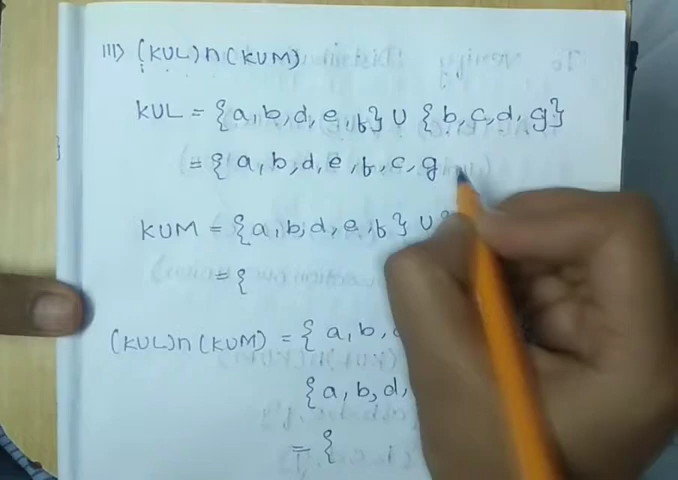 III) (KUL)∩(KUM)
KUL = {a,b,d,e,f} U {b,c,d,g}
= {a,b,d,e,f,c,g
KUM = {a,b,d,e,f} U {
= {
(KUL)∩(KUM) = {a,b,
{a,b,d,
= {